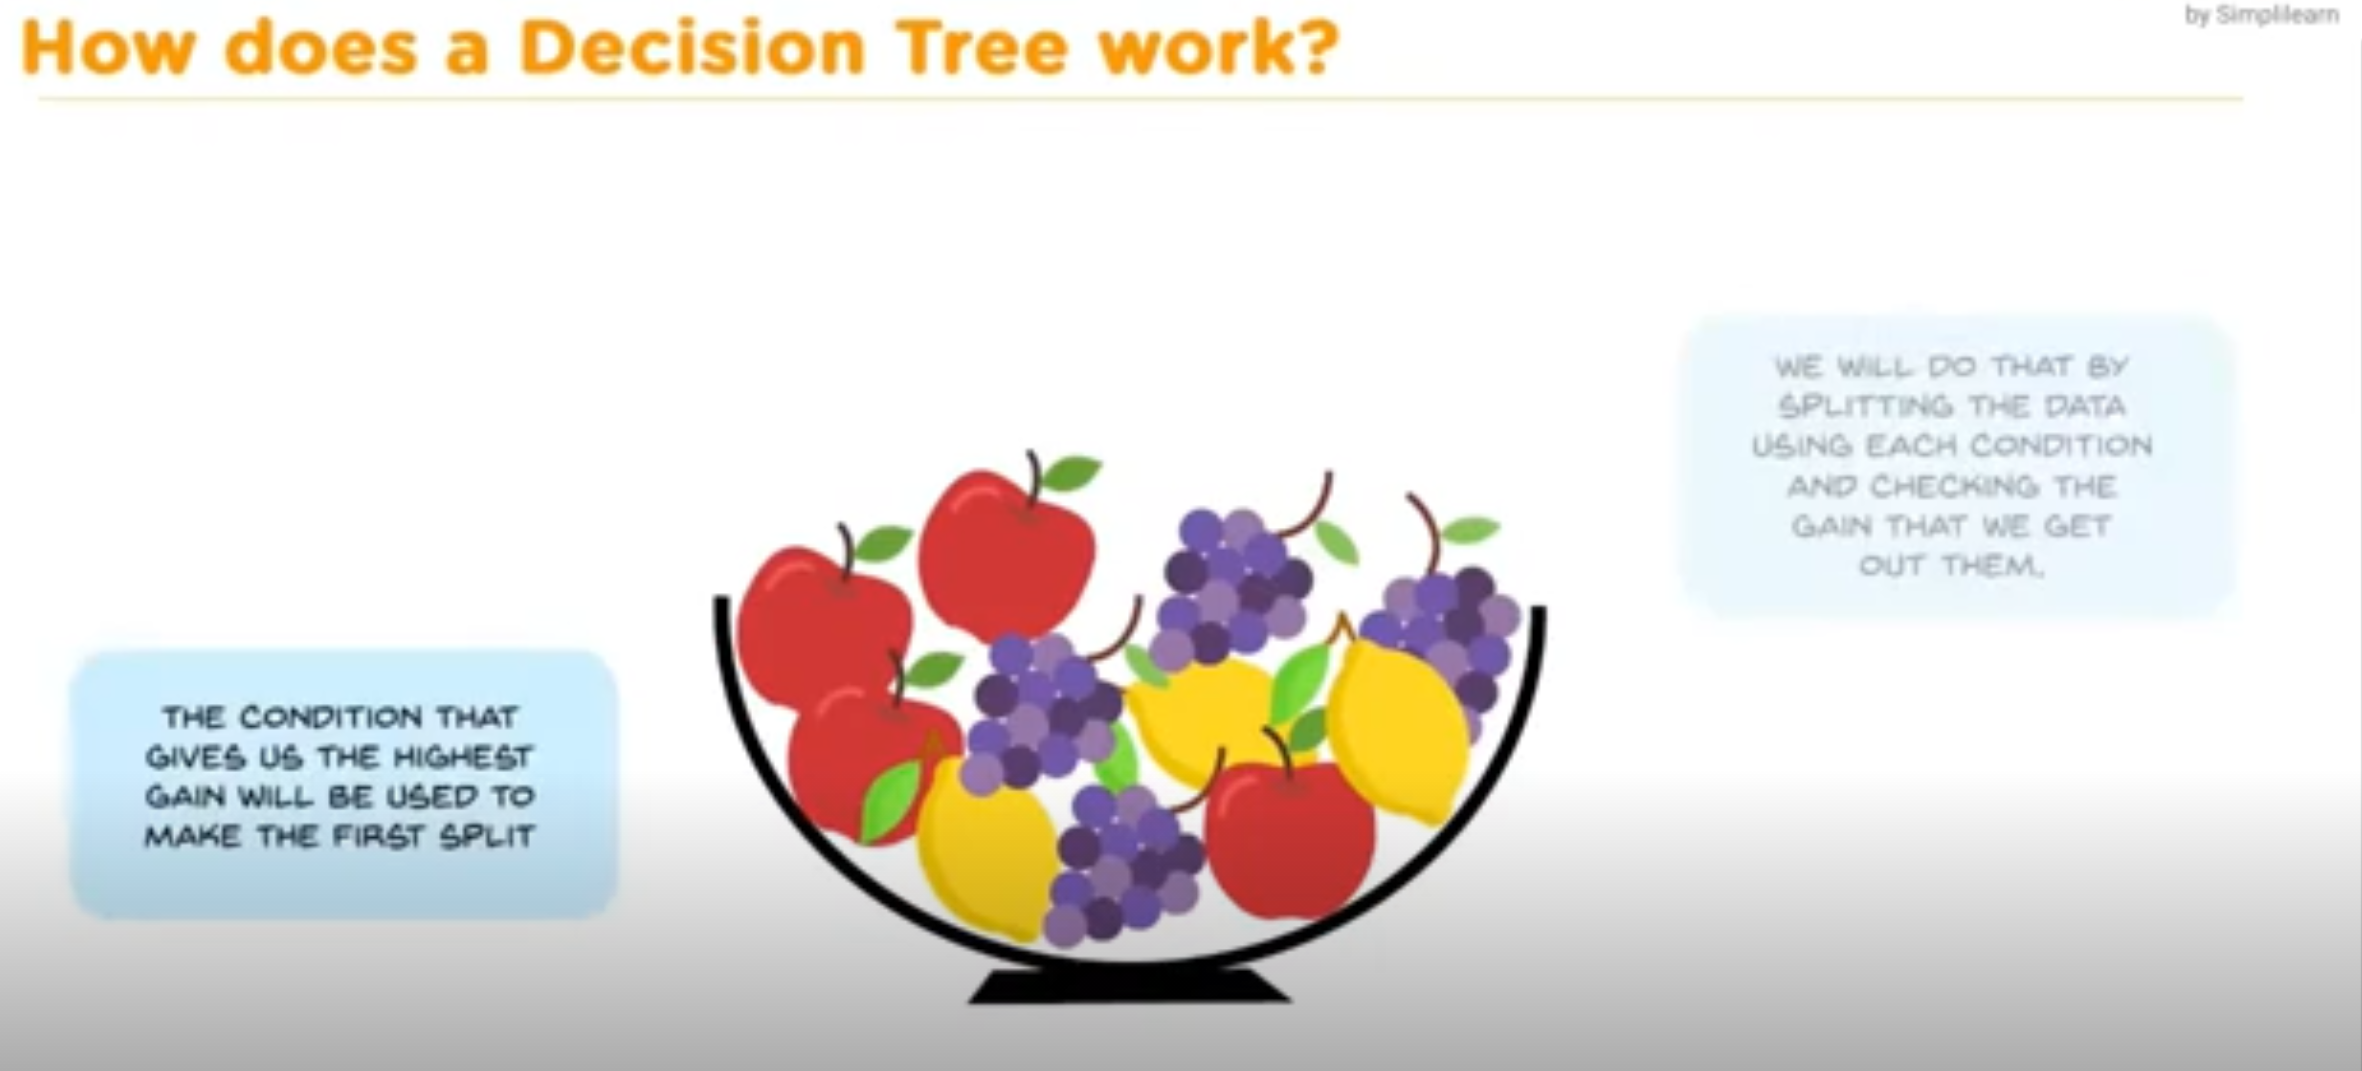 How does a Decision Tree work?
by Simplilearn
WE WILL DO THAT BY
SPLITTING THE DATA
USING EACH CONDITION
AND CHECKING THE
GAIN THAT WE GET
OUT THEM.
THE CONDITION THAT
GIVES US THE HIGHEST
GAIN WILL BE USED TO
MAKE THE FIRST SPLIT